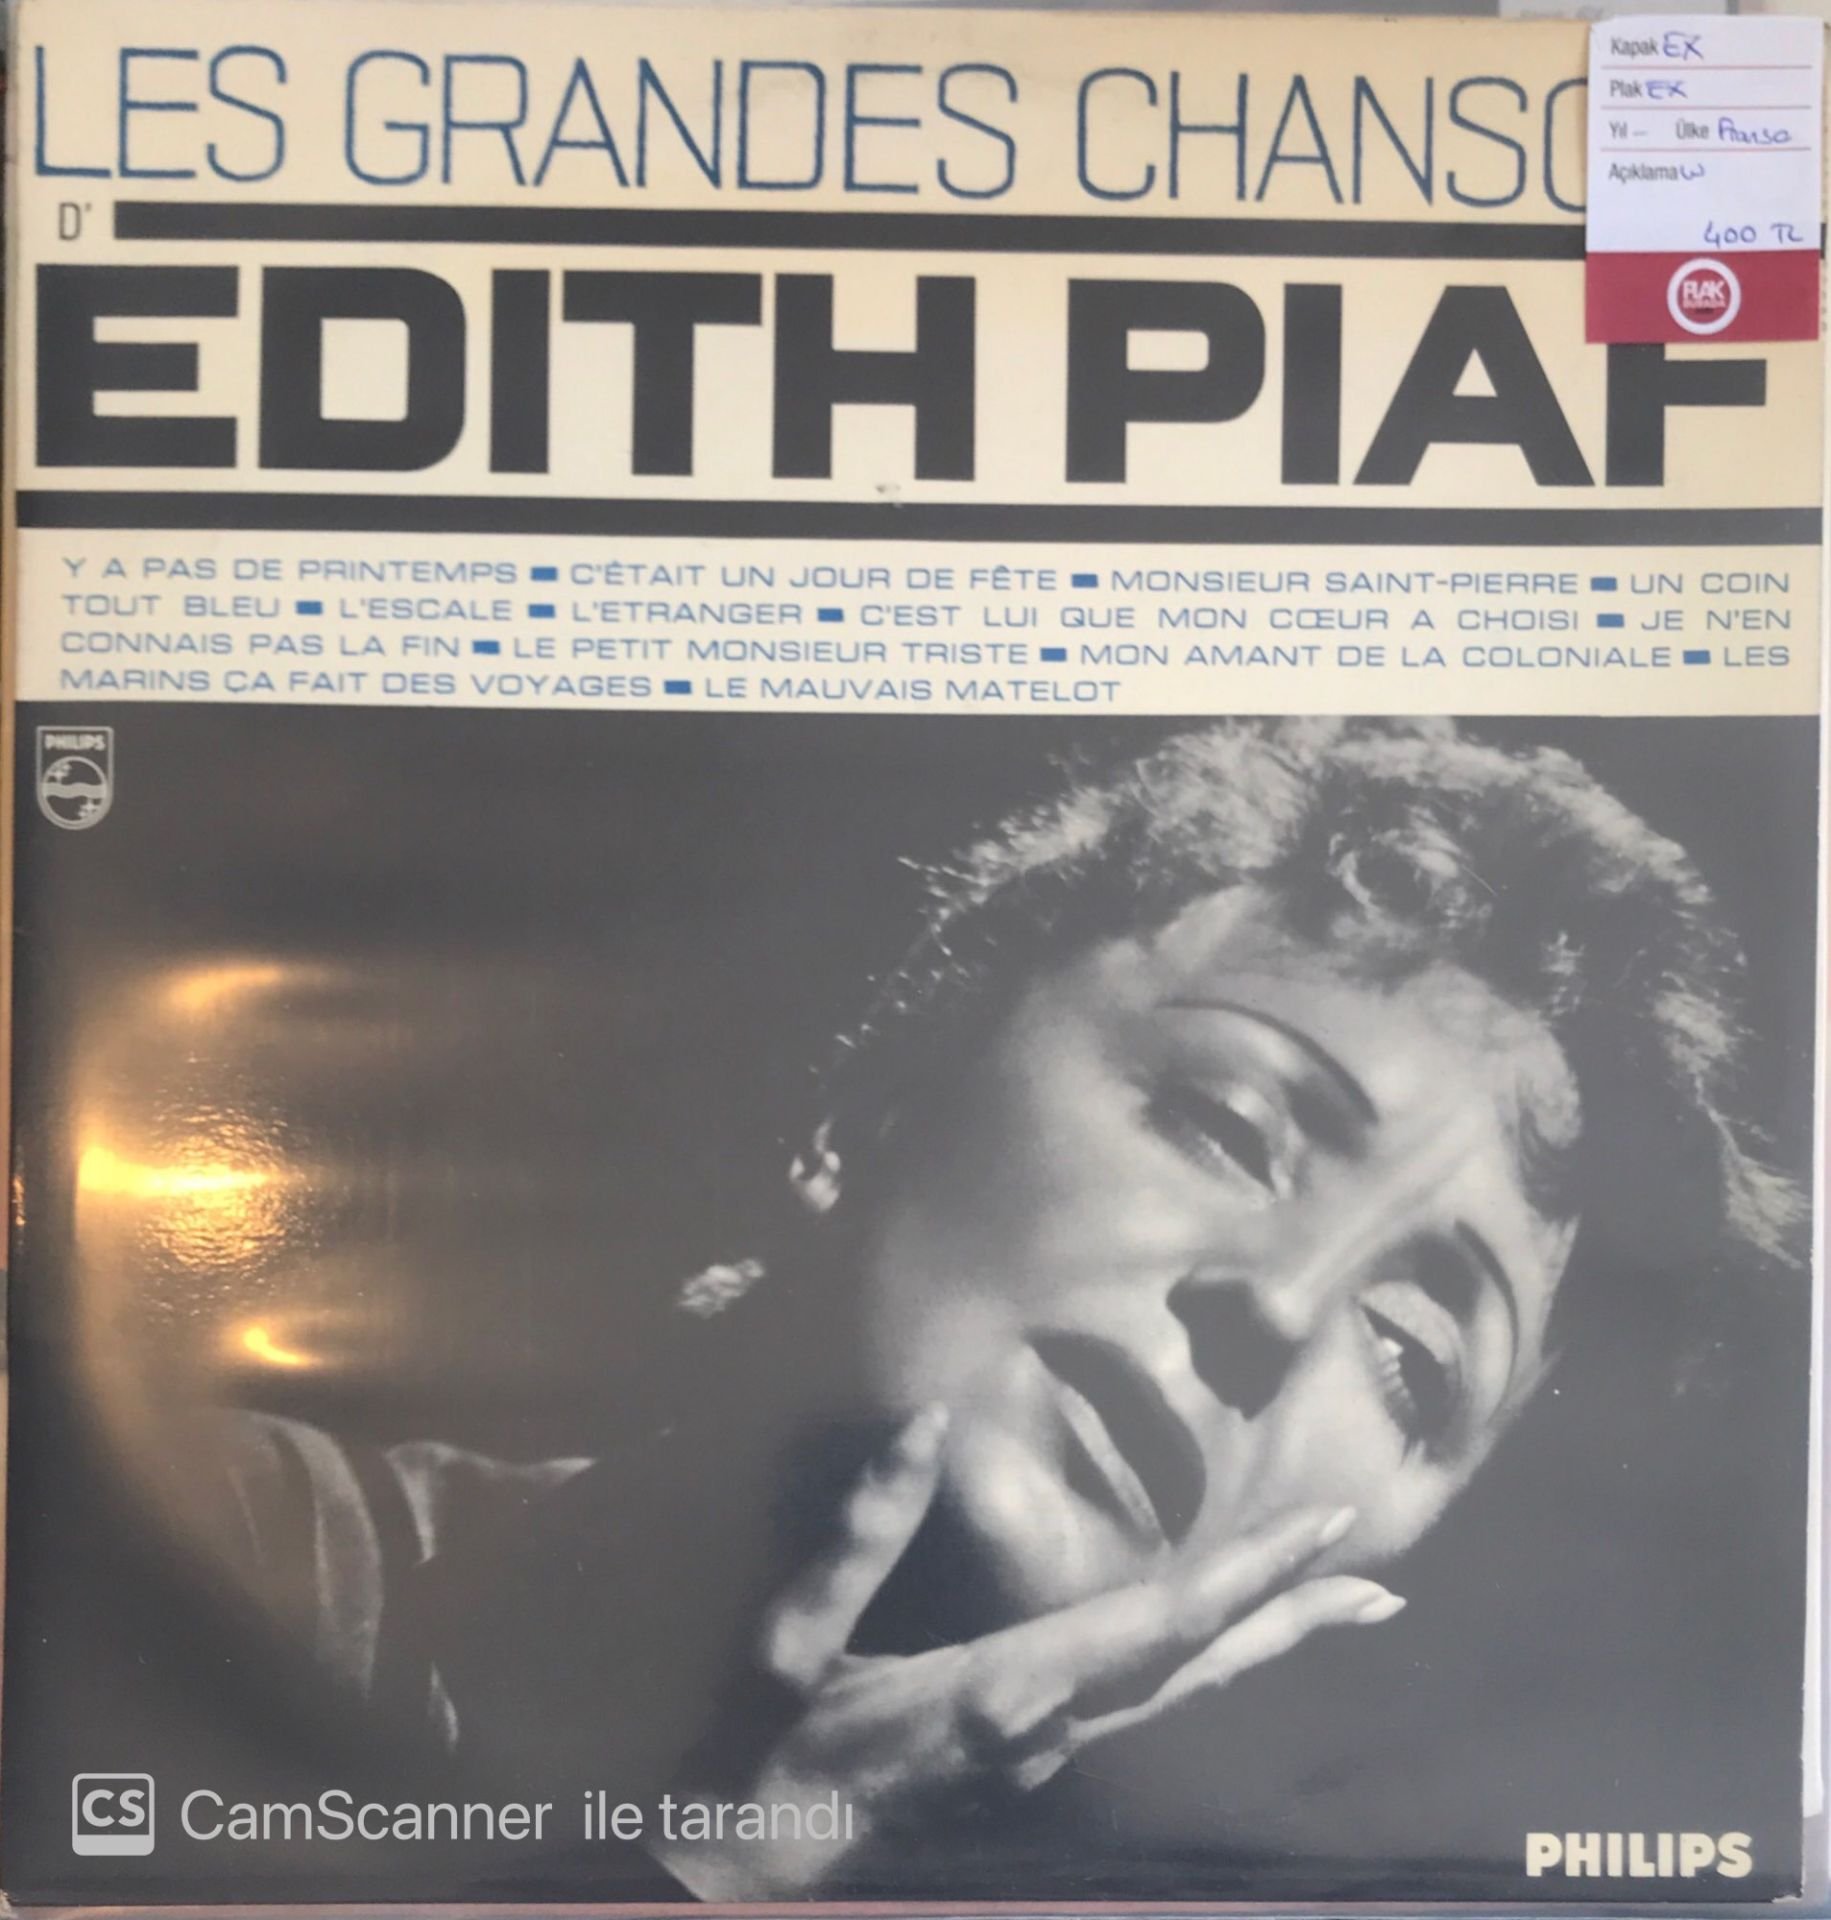 LES GRANDES CHANSO
D'
EDITH PIAF
Y A PAS DE PRINTEMPS ■ C'ÉTAIT UN JOUR DE FÊTE ■ MONSIEUR SAINT-PIERRE ■ UN COIN
TOUT BLEU ■ L'ESCALE ■ L'ETRANGER ■ C'EST LUI QUE MON CŒUR A CHOISI ■ JE N'EN
CONNAIS PAS LA FIN ■ LE PETIT MONSIEUR TRISTE ■ MON AMANT DE LA COLONIALE ■ LES
MARINS ÇA FAIT DES VOYAGES ■ LE MAUVAIS MATELOT
Kapak EX
Plak EX
Yıl – Ülke Fransa
Açıklama
400 TL
PLAK
PHILIPS
CS CamScanner ile tarandı
PHILIPS